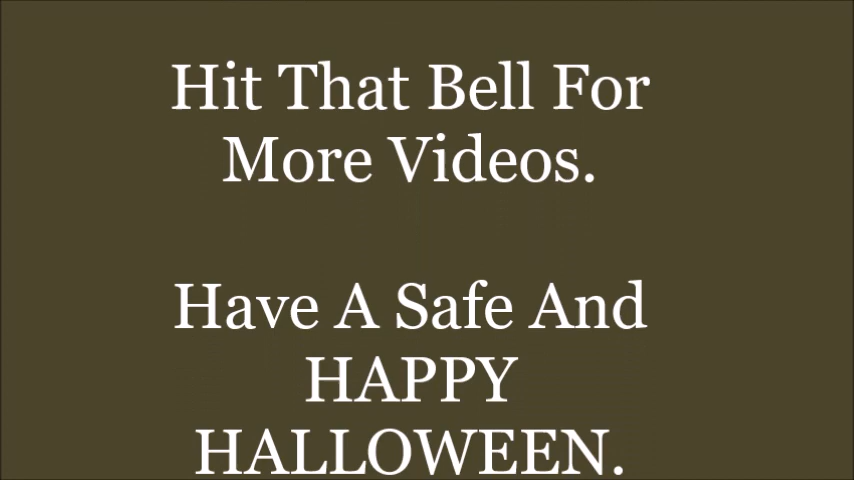 Hit That Bell For
More Videos.
Have A Safe And
HAPPY
HALLOWEEN.